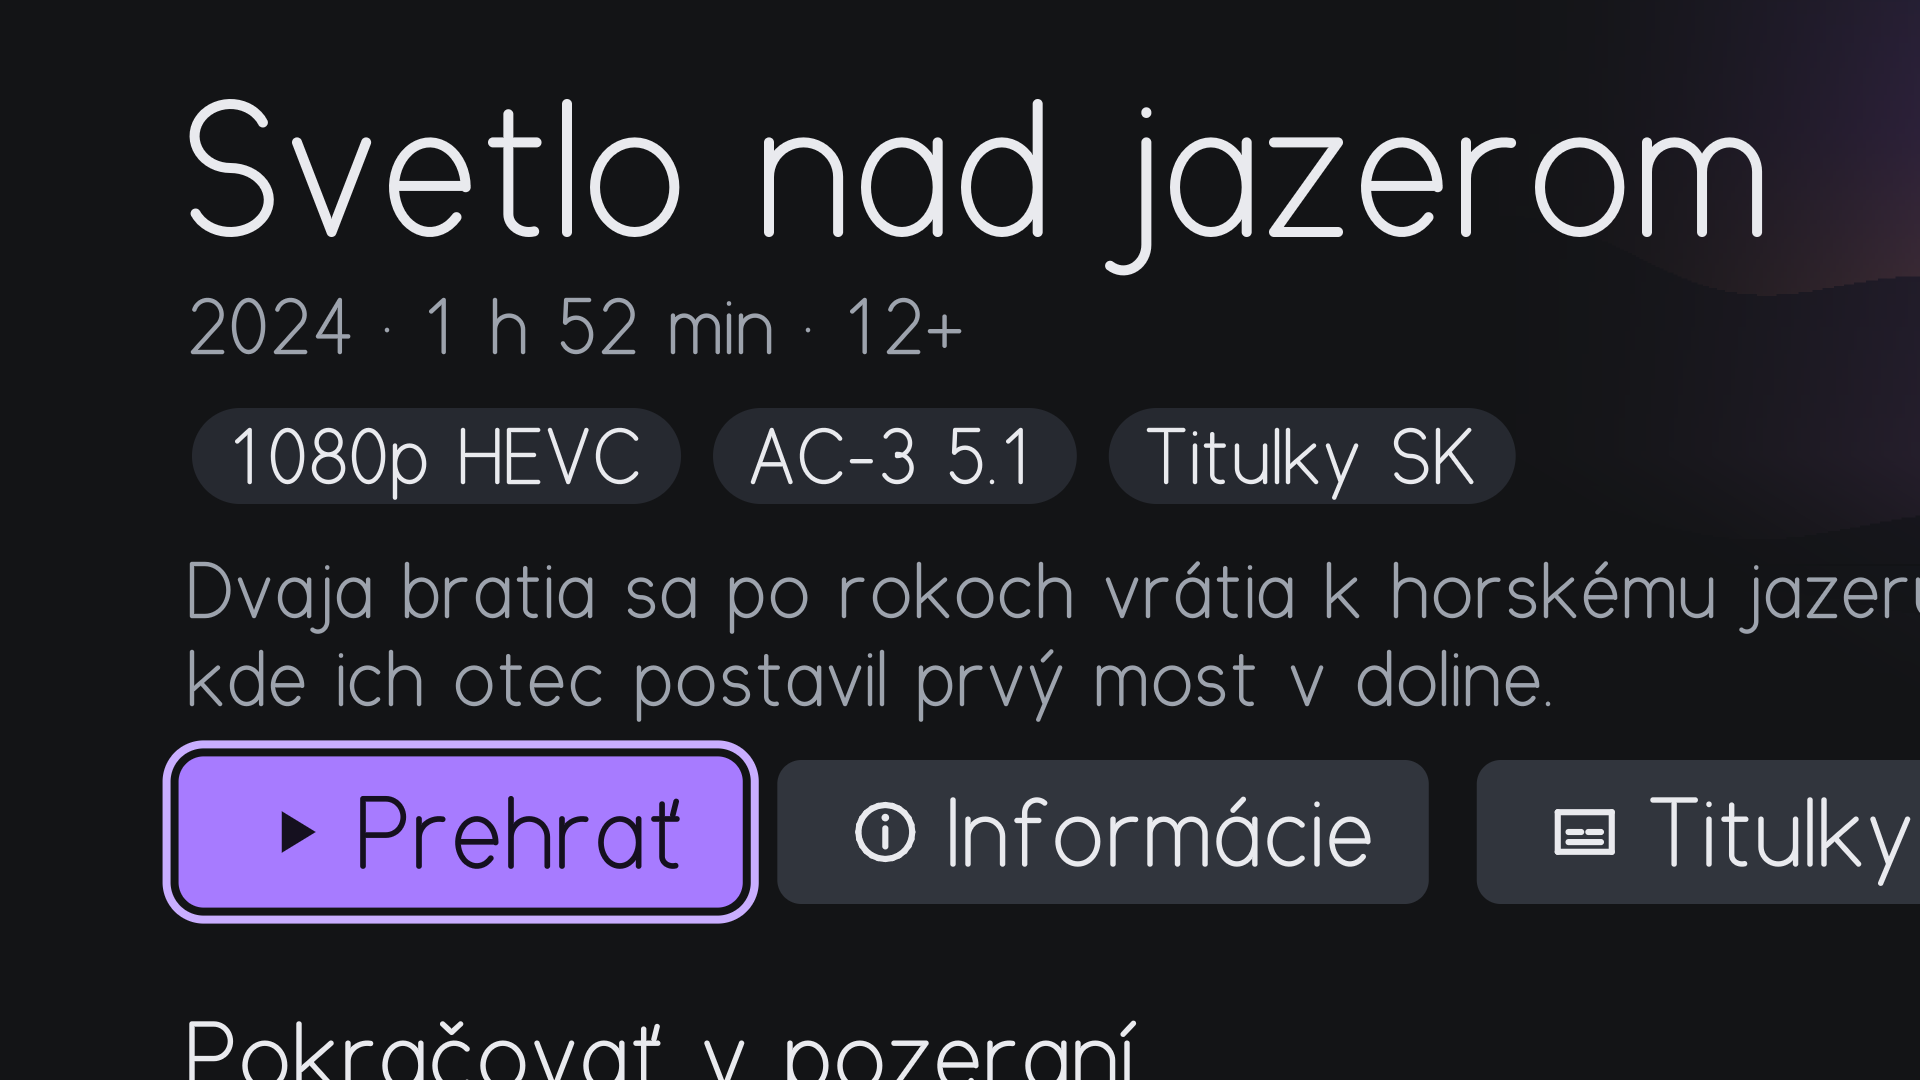 Svetlo nad jazerom
2024 · 1 h 52 min · 12+
1080p HEVC AC-3 5.1 Titulky SK
Dvaja bratia sa po rokoch vrátia k horskému
kde ich otec postavil prvý most v doline.
Prehrať Informácie Titulky
Pokračovať v pozeraní